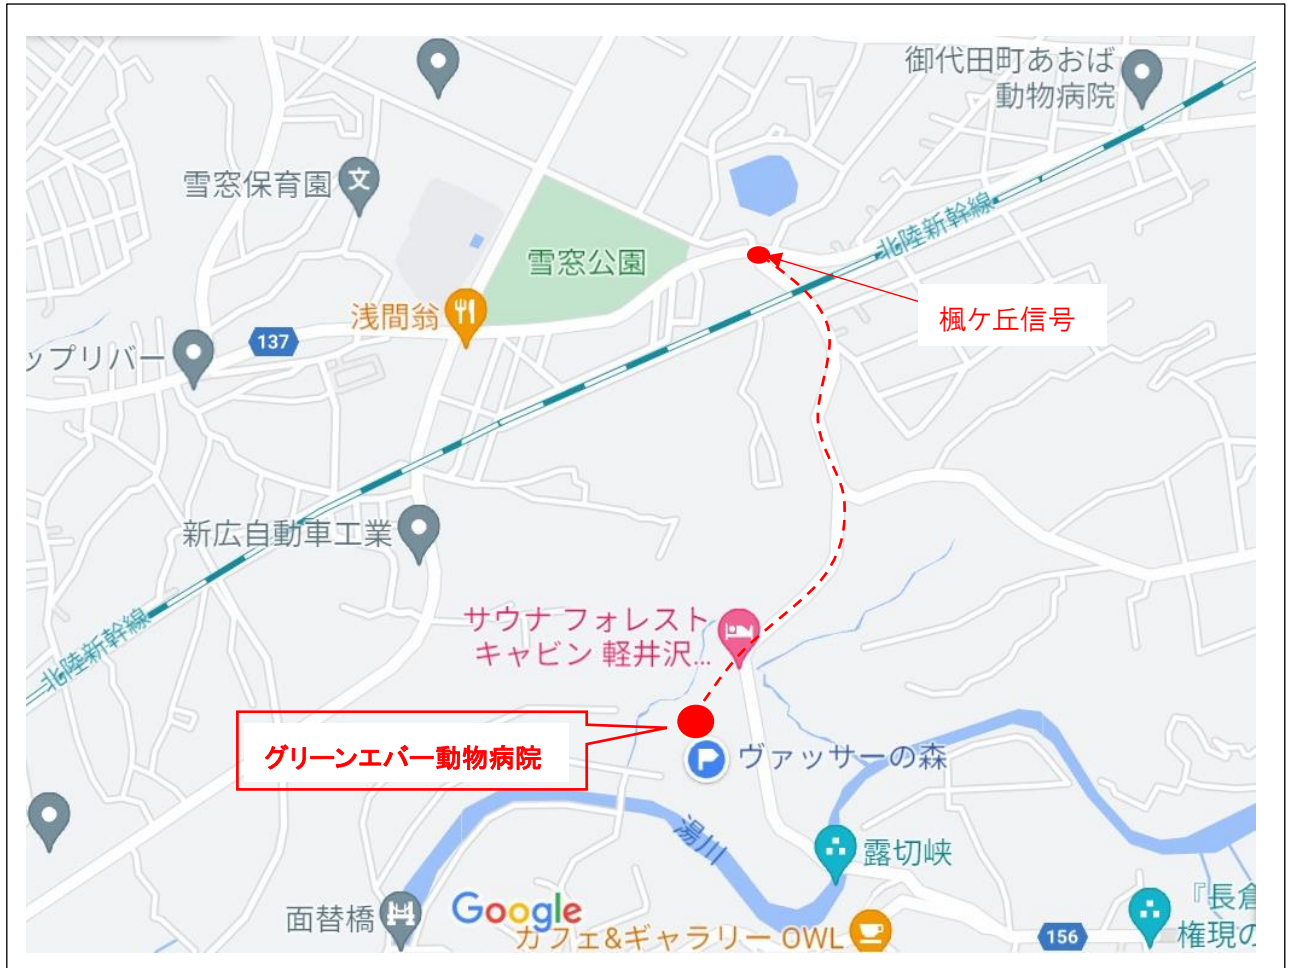 御代田町あおば
動物病院
雪窓保育園
文
北陸新幹線
雪窓公園
楓ケ丘信号
浅間翁
137
ップリバー
新広自動車工業
サウナ フォレスト
キャビン 軽井沢...
北陸新幹線
グリーンエバー動物病院
P
ヴァッサーの森
湯川
露切峡
面替橋
Google
カフェ&ギャラリー OWL
156
『長倉
権現の